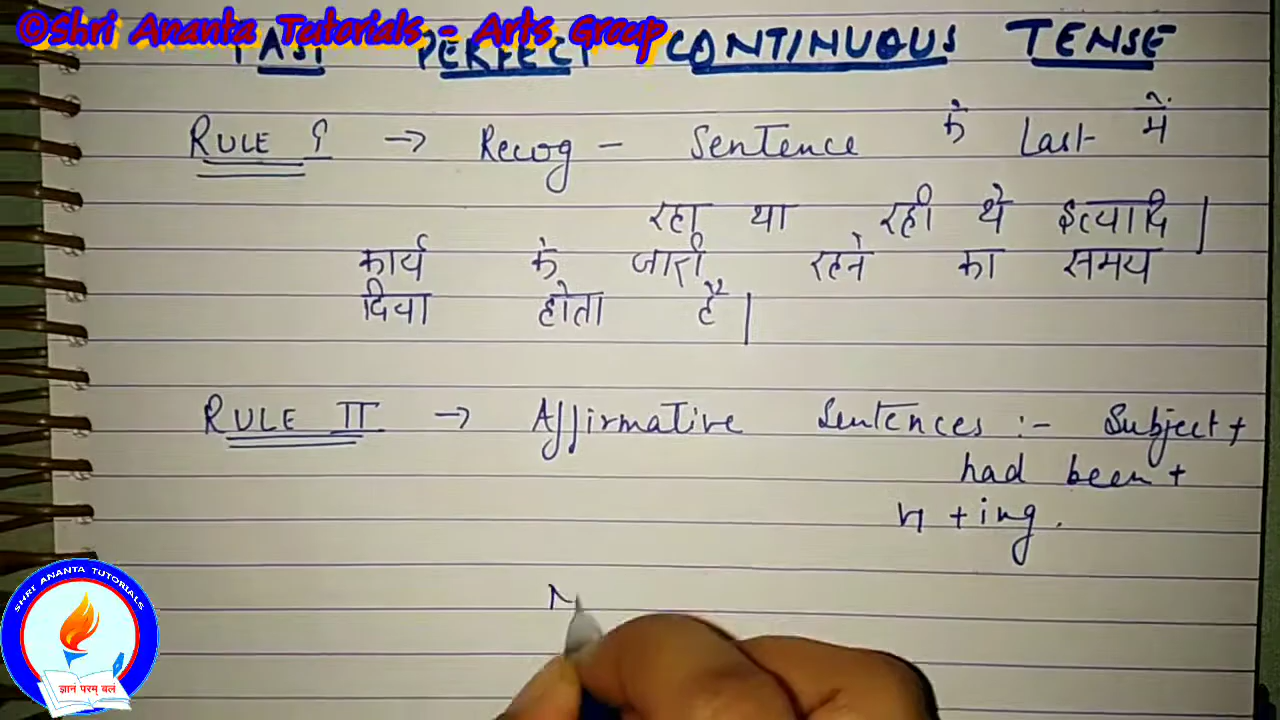 ©Shri Ananta Tutorials - Arts Group
PAST PERFECT CONTINUOUS TENSE
RULE I → Recog - Sentence के Last में
रहा था रही थे इत्यादि |
कार्य के जारी रहने का समय
दिया होता है |
RULE II → Affirmative Sentences :- Subject +
had been +
V1 + ing.
N
SHRI ANANTA TUTORIALS
ज्ञान परम् बलं